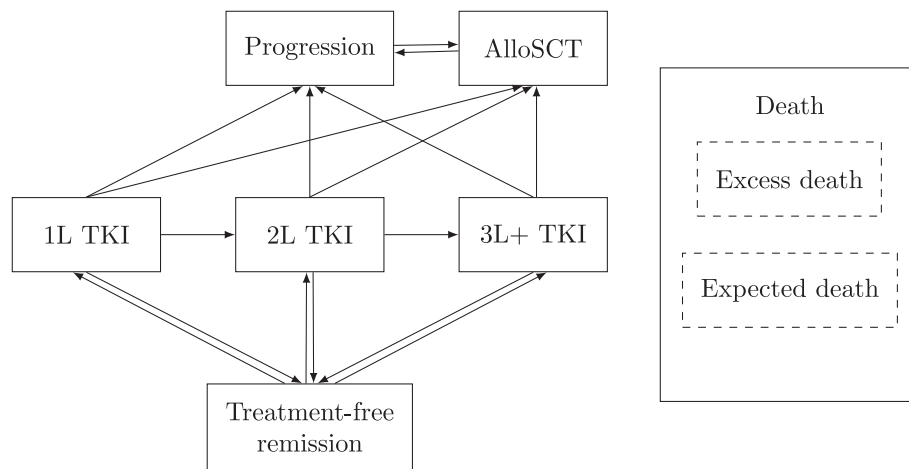 Progression
AlloSCT
Death
Excess death
1L TKI
2L TKI
3L+ TKI
Expected death
Treatment-free
remission